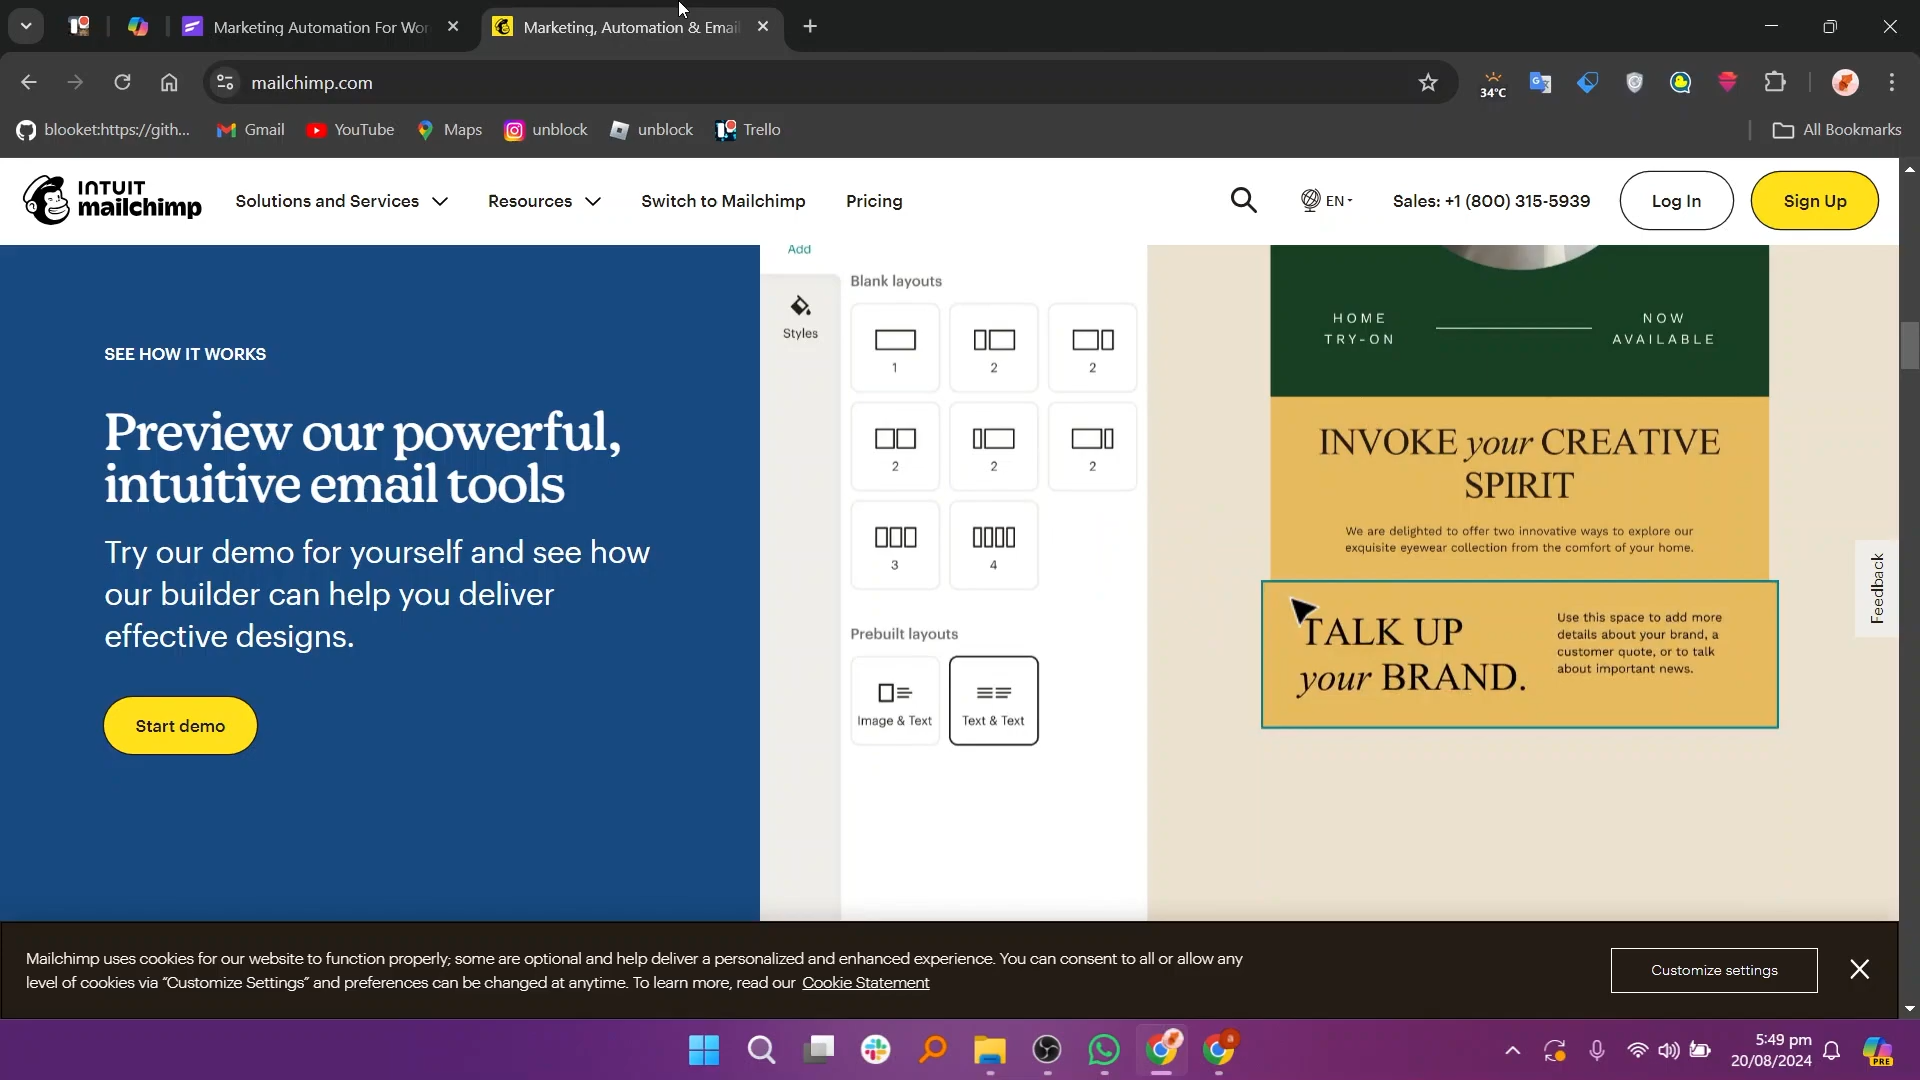 Marketing Automation For Wor
Marketing, Automation & Email
mailchimp.com
34°C
blooket:https://gith...
Gmail
YouTube
Maps
unblock
unblock
Trello
All Bookmarks
INTUIT
mailchimp
Solutions and Services
Resources
Switch to Mailchimp
Pricing
EN
Sales: +1 (800) 315-5939
Log In
Sign Up
SEE HOW IT WORKS
Preview our powerful,
intuitive email tools
Try our demo for yourself and see how
our builder can help you deliver
effective designs.
Start demo
Add
Styles
Blank layouts
1
2
2
2
2
2
3
4
Prebuilt layouts
Image & Text
Text & Text
HOME
TRY-ON
NOW
AVAILABLE
INVOKE your CREATIVE
SPIRIT
We are delighted to offer two innovative ways to explore our
exquisite eyewear collection from the comfort of your home.
TALK UP
your BRAND.
Use this space to add more
details about your brand, a
customer quote, or to talk
about important news.
Feedback
Mailchimp uses cookies for our website to function properly; some are optional and help deliver a personalized and enhanced experience. You can consent to all or allow any
level of cookies via "Customize Settings" and preferences can be changed at anytime. To learn more, read our Cookie Statement
Customize settings
5:49 pm
20/08/2024
PRE